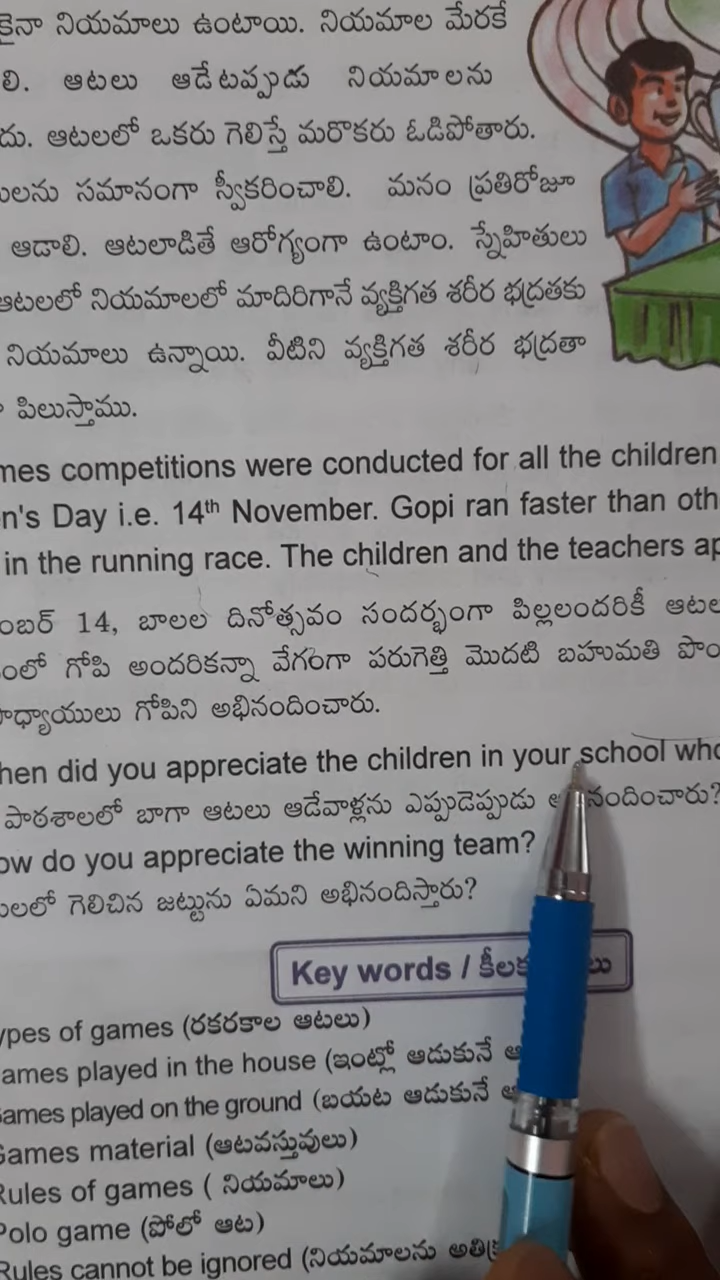 నియమాలు ఉంటాయి. నియమాల మేరకే
ఆటలు ఆడేటప్పుడు నియమాలను
ఆటలలో ఒకరు గెలిస్తే మరొకరు ఓడిపోతారు.
సమానంగా స్వీకరించాలి. మనం ప్రతిరోజూ
ఆడాలి. ఆటలాడితే ఆరోగ్యంగా ఉంటాం. స్నేహితులు
ఆటలలో నియమాలలో మాదిరిగానే వ్యక్తిగత శరీర భద్రతకు
నియమాలు ఉన్నాయి. వీటిని వ్యక్తిగత శరీర భద్రతా
పిలుస్తాము.
mes competitions were conducted for all the children
n's Day i.e. 14th November. Gopi ran faster than oth
in the running race. The children and the teachers ap
ంబర్ 14, బాలల దినోత్సవం సందర్భంగా పిల్లలందరికీ ఆటల
ంలో గోపి అందరికన్నా వేగంగా పరుగెత్తి మొదటి బహుమతి పొం
పాధ్యాయులు గోపిని అభినందించారు.
hen did you appreciate the children in your school who
పాఠశాలలో బాగా ఆటలు ఆడేవాళ్లను ఎప్పుడెప్పుడు అ నందించారు?
ow do you appreciate the winning team?
గెలిచిన జట్టును ఏమని అభినందిస్తారు?
Key words / కీలక లు
ypes of games (రకరకాల ఆటలు)
ames played in the house (ఇంట్లో ఆడుకునే ఆ
Games played on the ground (బయట ఆడుకునే ఆ
Games material (ఆటవస్తువులు)
Rules of games ( నియమాలు)
Polo game (పోలో ఆట)
Rules cannot be ignored (నియమాలను అతిక్ర